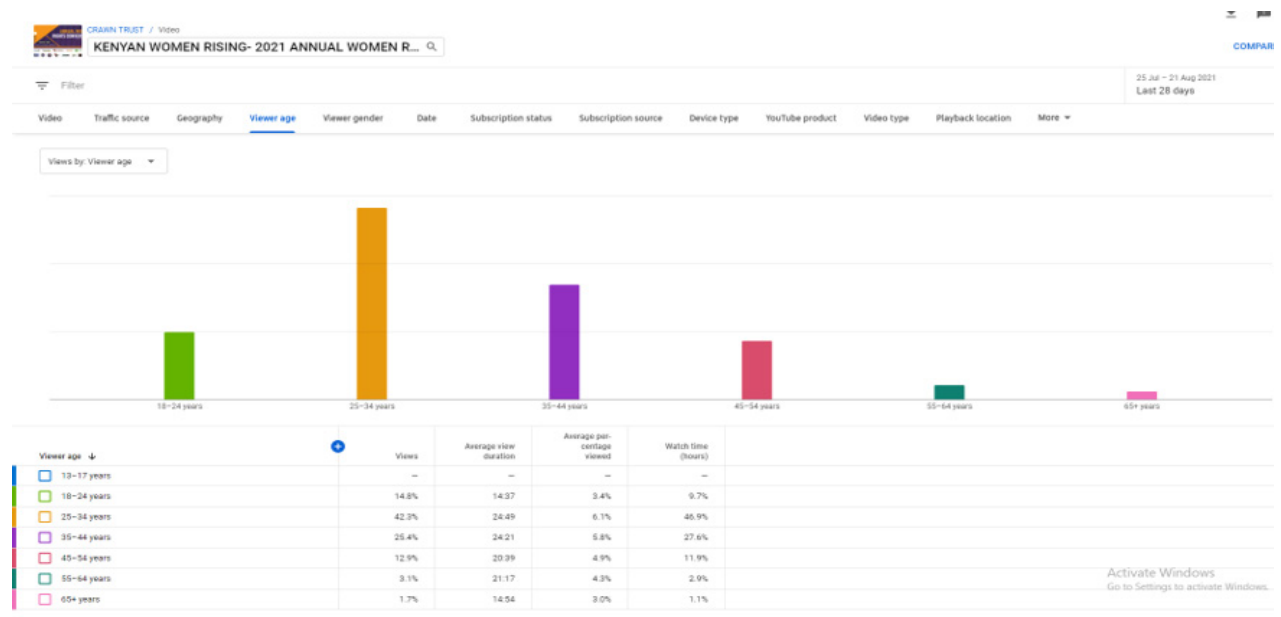 CRAWN TRUST / Video
KENYAN WOMEN RISING- 2021 ANNUAL WOMEN R...
COMPAR
Filter
25 Jul – 21 Aug 2021
Last 28 days
Video Traffic source Geography Viewer age Viewer gender Date Subscription status Subscription source Device type YouTube product Video type Playback location More
Views by: Viewer age
18–24 years 25–34 years 35–44 years 45–54 years 55–64 years 65+ years
Viewer age Views Average view duration Average per-centage viewed Watch time (hours)
13–17 years – – – –
18–24 years 14.8% 14:37 3.4% 9.7%
25–34 years 42.3% 24:49 6.1% 46.9%
35–44 years 25.4% 24:21 5.8% 27.6%
45–54 years 12.9% 20:39 4.9% 11.9%
55–64 years 3.1% 21:17 4.3% 2.9%
65+ years 1.7% 14:54 3.0% 1.1%
Activate Windows
Go to Settings to activate Windows.